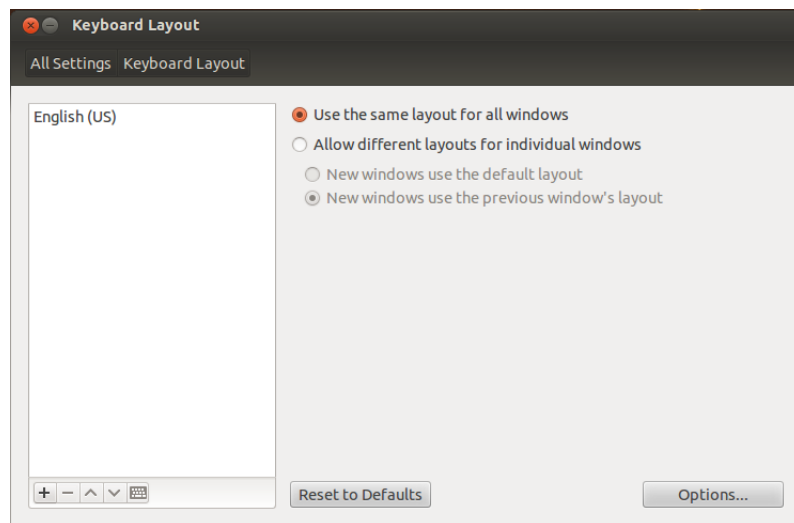 Keyboard Layout
All Settings Keyboard Layout
English (US)
Use the same layout for all windows
Allow different layouts for individual windows
New windows use the default layout
New windows use the previous window's layout
Reset to Defaults
Options...